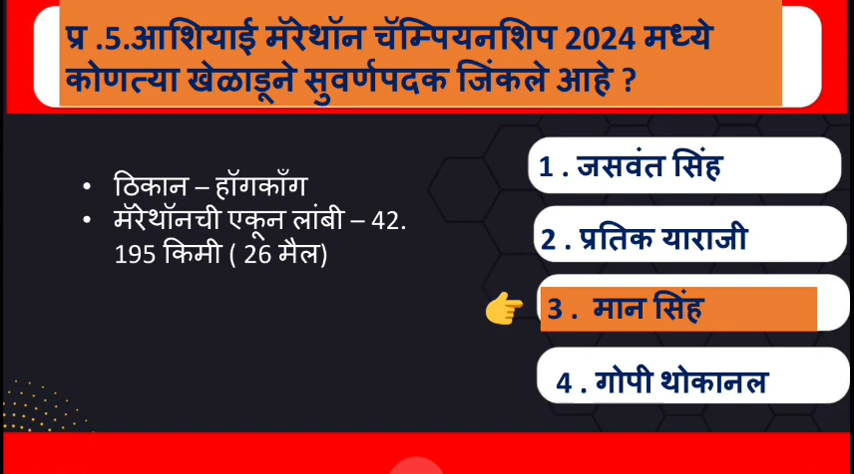 प्र .5.आशियाई मॅरेथॉन चॅम्पियनशिप 2024 मध्ये
कोणत्या खेळाडूने सुवर्णपदक जिंकले आहे ?
• ठिकान – हॉगकाँग
• मॅरेथॉनची एकून लांबी – 42.
195 किमी ( 26 मैल)
1 . जसवंत सिंह
2 . प्रतिक याराजी
3 . मान सिंह
4 . गोपी थोकानल